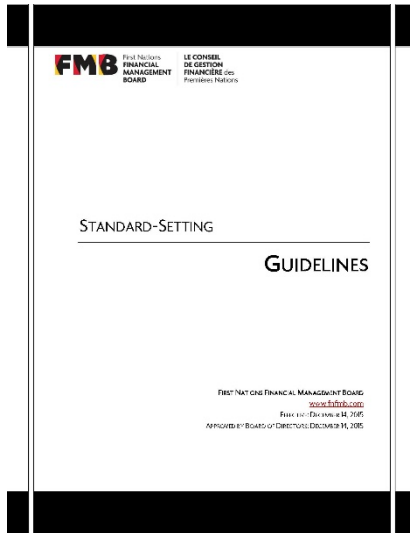 FMB
First Nations
FINANCIAL
MANAGEMENT
BOARD
LE CONSEIL
DE GESTION
FINANCIÈRE des
Premières Nations
STANDARD-SETTING
GUIDELINES
FIRST NATIONS FINANCIAL MANAGEMENT BOARD
www.fnfmb.com
EFFECTIVE: DECEMBER 14, 2015
APPROVED BY BOARD OF DIRECTORS: DECEMBER 14, 2015